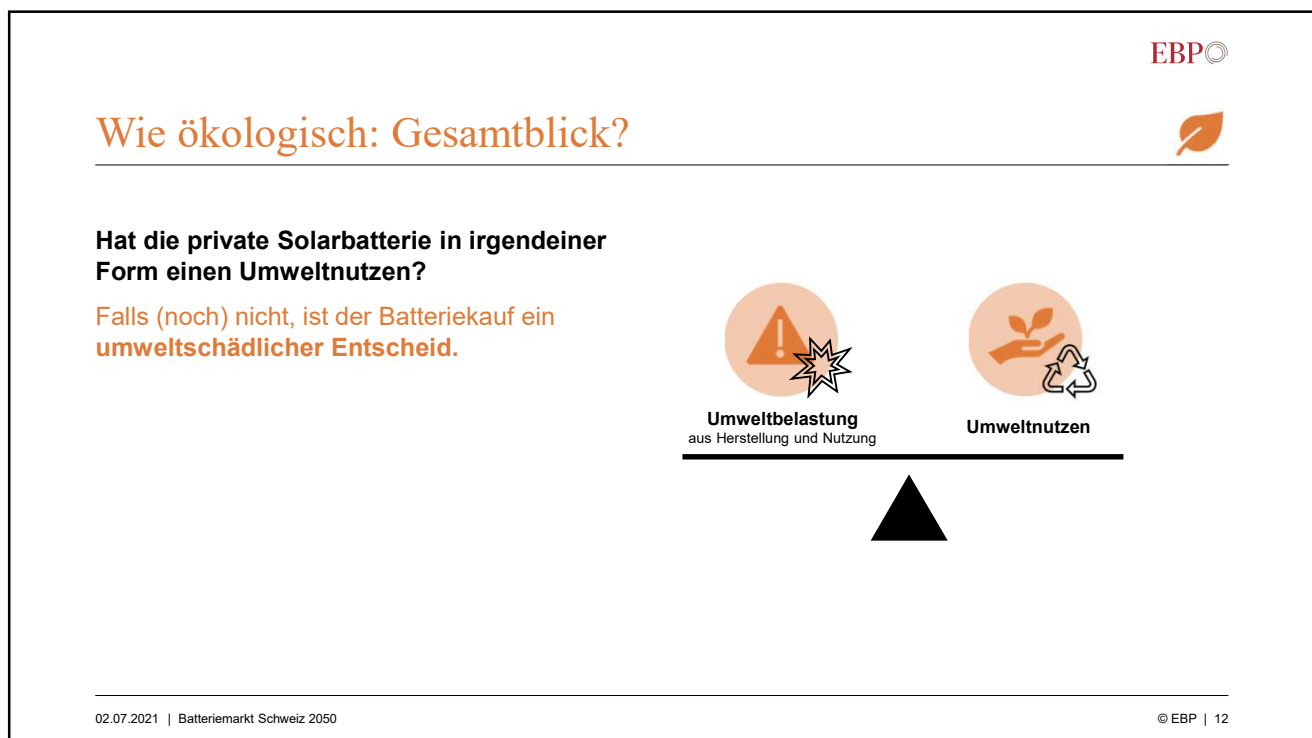 EBP
Wie ökologisch: Gesamtblick?
Hat die private Solarbatterie in irgendeiner
Form einen Umweltnutzen?
Falls (noch) nicht, ist der Batteriekauf ein
umweltschädlicher Entscheid.
Umweltbelastung
aus Herstellung und Nutzung
Umweltnutzen
02.07.2021 | Batteriemarkt Schweiz 2050
© EBP | 12